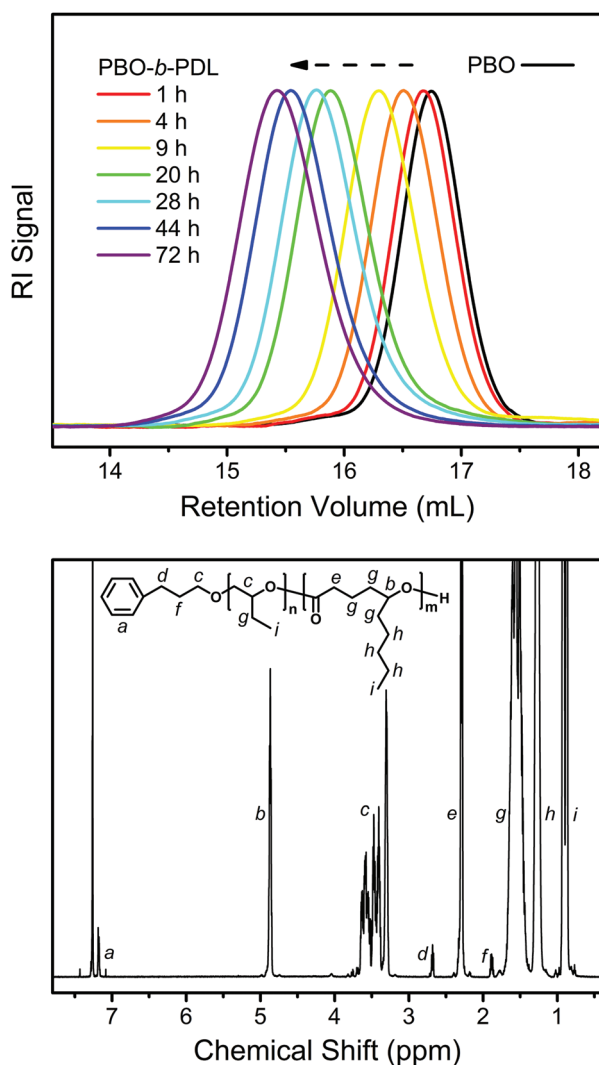 PBO-b-PDL
1 h
4 h
9 h
20 h
28 h
44 h
72 h
PBO
RI Signal
14 15 16 17 18
Retention Volume (mL)
d c c O e g b O H
a f O n O g g m
g i h
h h
i
b c e g h i
a d f
7 6 5 4 3 2 1
Chemical Shift (ppm)